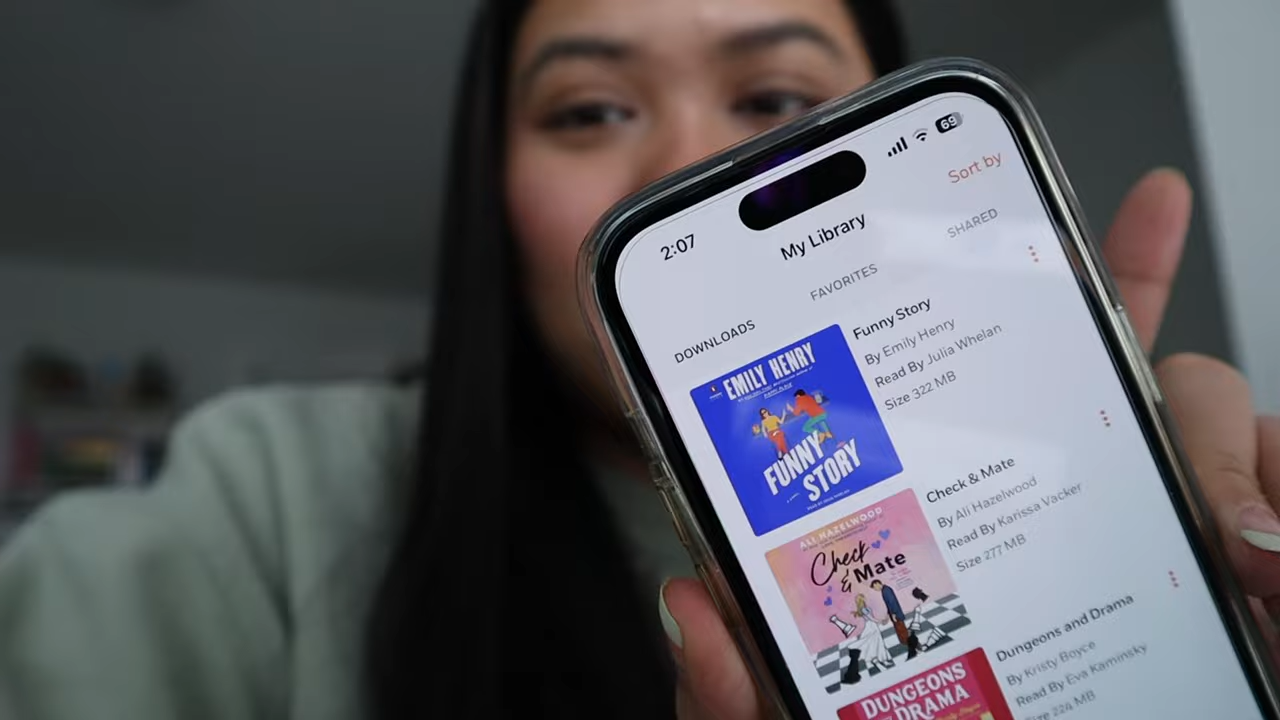 69
2:07
My Library
Sort by
DOWNLOADS
FAVORITES
SHARED
EMILY HENRY
FUNNY
STORY
Funny Story
By Emily Henry
Read By Julia Whelan
Size 322 MB
ALI HAZELWOOD
Check
& Mate
Check & Mate
By Ali Hazelwood
Read By Karissa Vacker
Size 277 MB
DUNGEONS
AND
DRAMA
Dungeons and Drama
By Kristy Boyce
Read By Eva Kaminsky
Size 224 MB